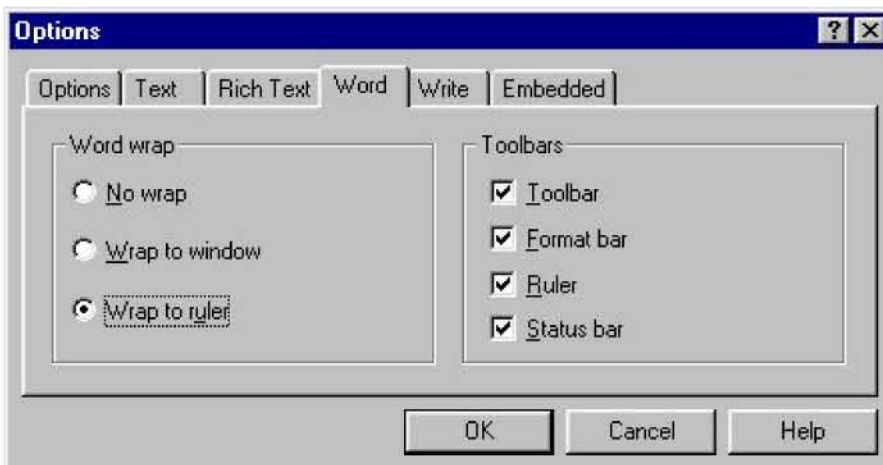 Options
Options Text Rich Text Word Write Embedded
Word wrap
No wrap
Wrap to window
Wrap to ruler
Toolbars
Toolbar
Format bar
Ruler
Status bar
OK Cancel Help